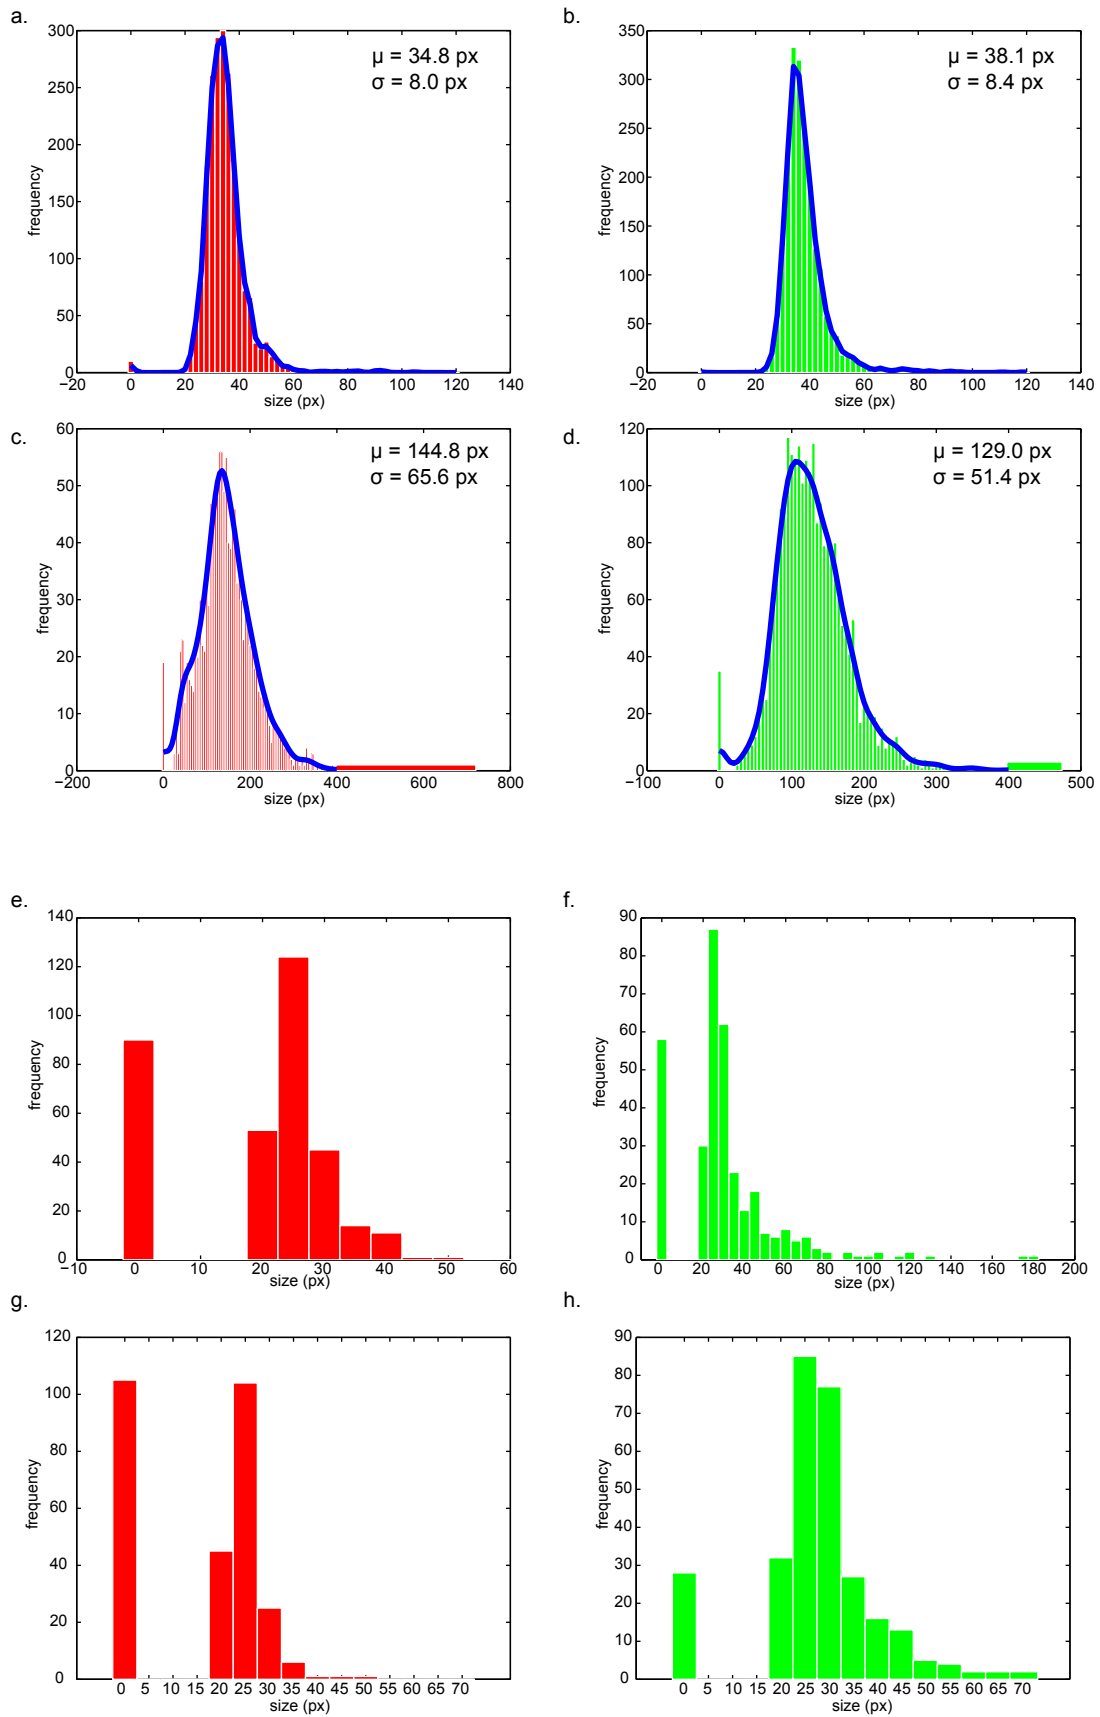 a.
300
250
200
150
100
50
0
−20 0 20 40 60 80 100 120 140
frequency
size (px)
μ = 34.8 px
σ = 8.0 px
b.
350
300
250
200
150
100
50
0
−20 0 20 40 60 80 100 120 140
frequency
size (px)
μ = 38.1 px
σ = 8.4 px
c.
60
50
40
30
20
10
0
−200 0 200 400 600 800
frequency
size (px)
μ = 144.8 px
σ = 65.6 px
d.
120
100
80
60
40
20
0
−100 0 100 200 300 400 500
frequency
size (px)
μ = 129.0 px
σ = 51.4 px
e.
140
120
100
80
60
40
20
0
−10 0 10 20 30 40 50 60
frequency
size (px)
f.
90
80
70
60
50
40
30
20
10
0
0 20 40 60 80 100 120 140 160 180 200
frequency
size (px)
g.
120
100
80
60
40
20
0
0 5 10 15 20 25 30 35 40 45 50 55 60 65 70
frequency
size (px)
h.
90
80
70
60
50
40
30
20
10
0
0 5 10 15 20 25 30 35 40 45 50 55 60 65 70
frequency
size (px)